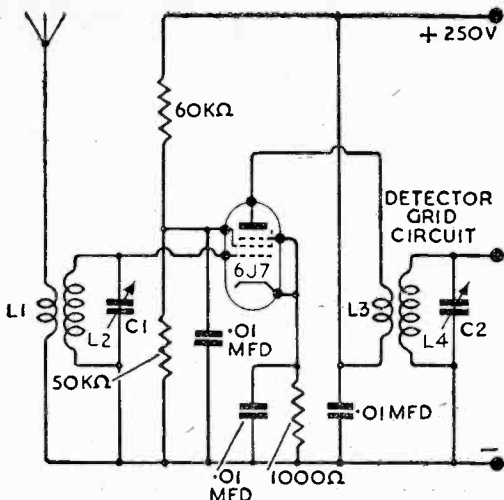 + 250V
60KΩ
DETECTOR
GRID
CIRCUIT
6J7
L1
L2
C1
L3
L4
C2
.01
MFD
50KΩ
.01 MFD
.01
MFD
1000Ω
−